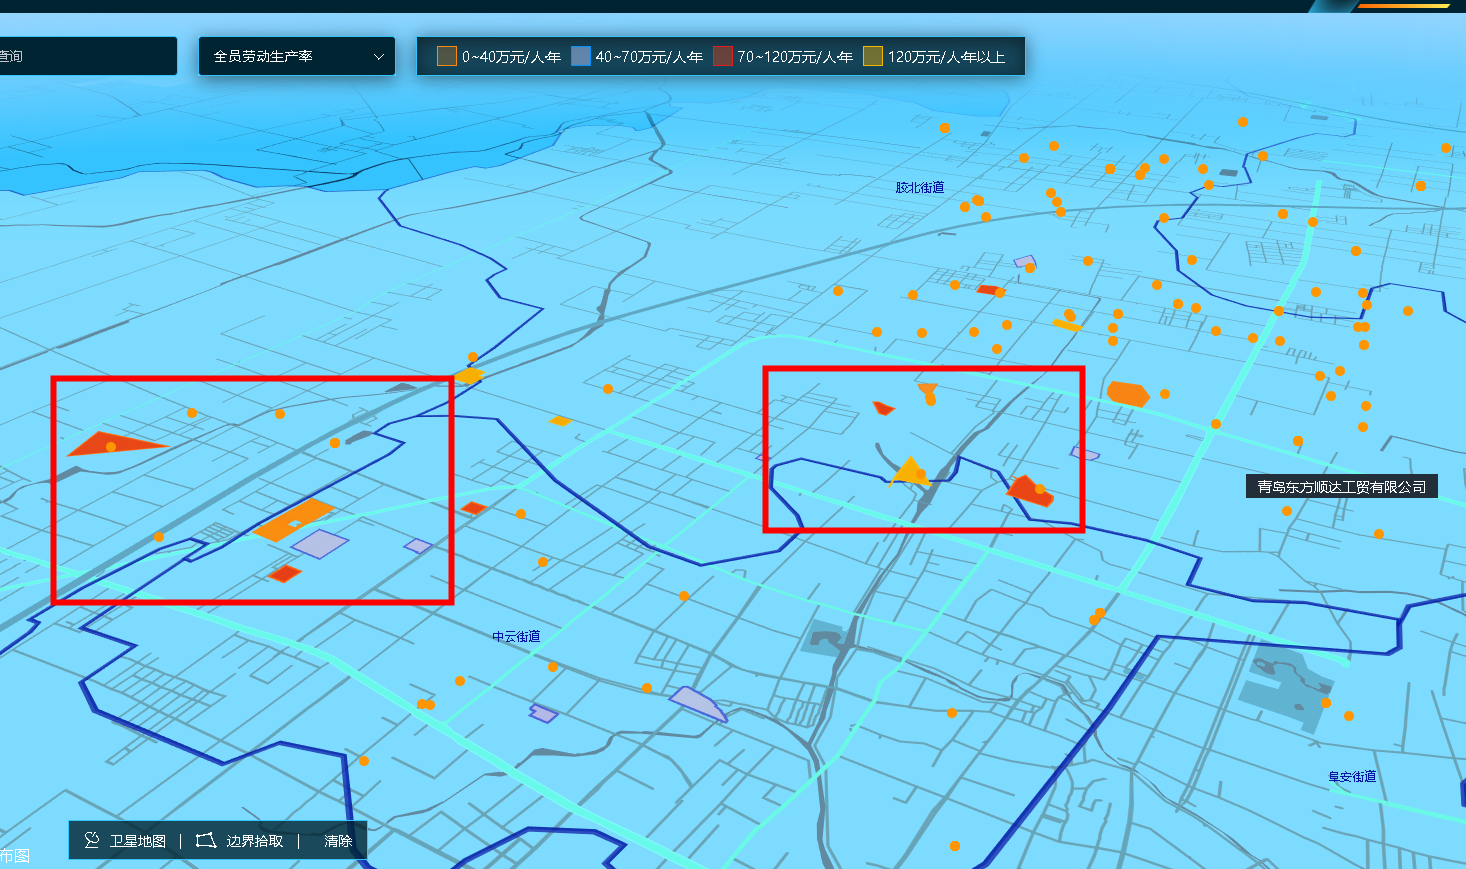 查询
全员劳动生产率
0~40万元/人·年
40~70万元/人·年
70~120万元/人·年
120万元/人·年以上
胶北街道
青岛东方顺达工贸有限公司
中云街道
阜安街道
卫星地图 | 边界拾取 | 清除
布图